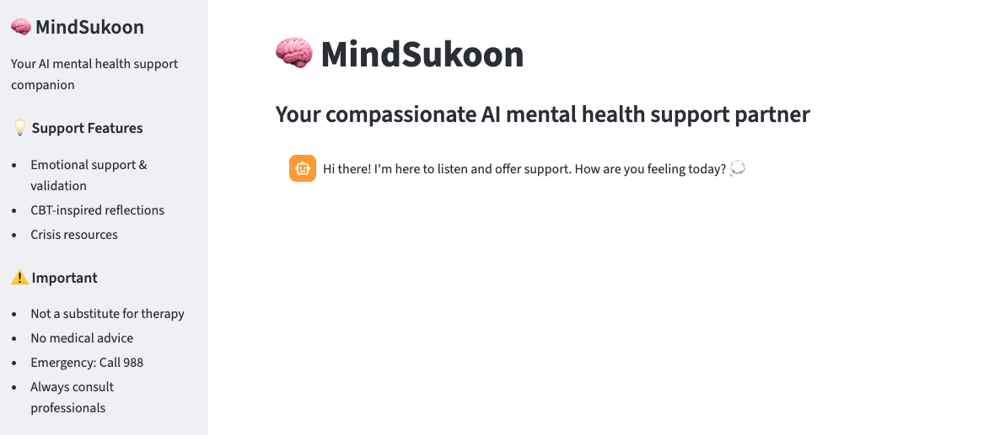 🧠 MindSukoon
Your AI mental health support
companion
💡 Support Features
• Emotional support &
validation
• CBT-inspired reflections
• Crisis resources
⚠️ Important
• Not a substitute for therapy
• No medical advice
• Emergency: Call 988
• Always consult
professionals
🧠 MindSukoon
Your compassionate AI mental health support partner
Hi there! I'm here to listen and offer support. How are you feeling today? 💭